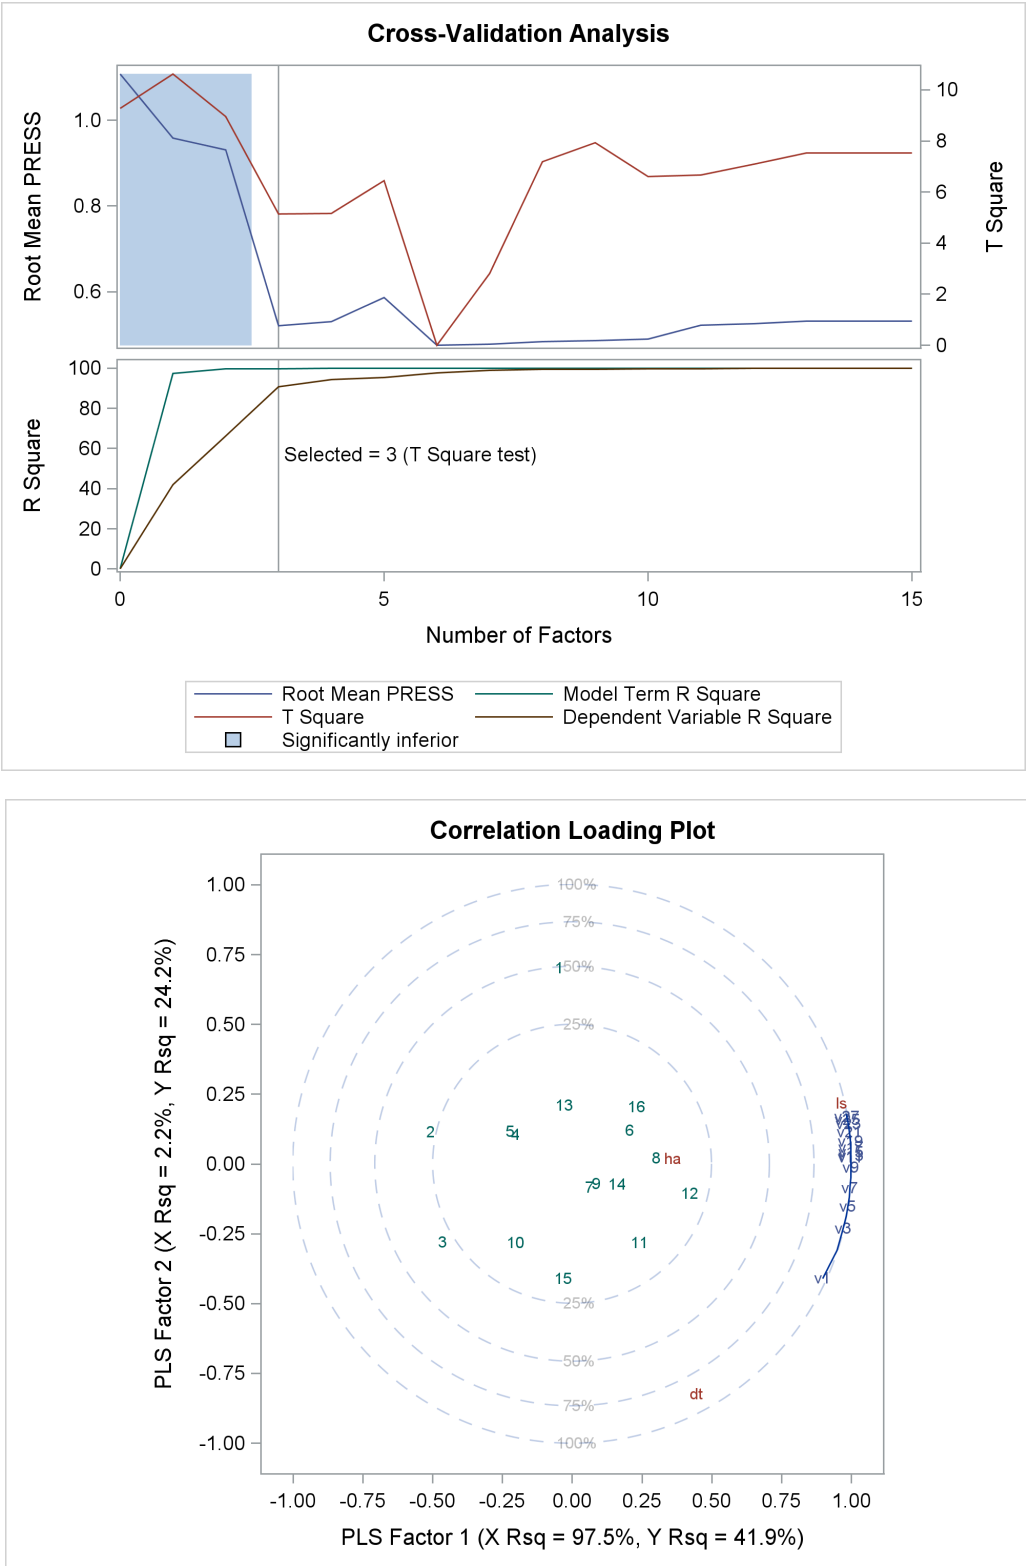 Cross-Validation Analysis
Root Mean PRESS
1.0
0.8
0.6
T Square
10
8
6
4
2
0
R Square
100
80
60
40
20
0
Selected = 3 (T Square test)
0 5 10 15
Number of Factors
Root Mean PRESS Model Term R Square
T Square Dependent Variable R Square
Significantly inferior
Correlation Loading Plot
PLS Factor 2 (X Rsq = 2.2%, Y Rsq = 24.2%)
1.00
0.75
0.50
0.25
0.00
-0.25
-0.50
-0.75
-1.00
100%
75%
1 50%
25%
ls
13 16
2 5 4 6
8 ha
v9
7 9 14 12
v7
v5
v3
3 10 11
15
v1
25%
50%
dt
75%
100%
-1.00 -0.75 -0.50 -0.25 0.00 0.25 0.50 0.75 1.00
PLS Factor 1 (X Rsq = 97.5%, Y Rsq = 41.9%)